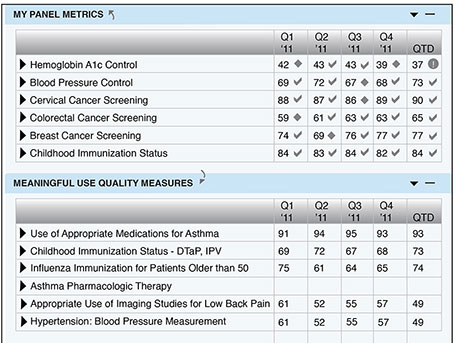 MY PANEL METRICS
Q1 '11 Q2 '11 Q3 '11 Q4 '11 QTD
Hemoglobin A1c Control 42 43 43 39 37
Blood Pressure Control 69 72 67 68 73
Cervical Cancer Screening 88 87 86 89 90
Colorectal Cancer Screening 59 61 63 63 65
Breast Cancer Screening 74 69 76 77 77
Childhood Immunization Status 84 83 84 82 84
MEANINGFUL USE QUALITY MEASURES
Q1 '11 Q2 '11 Q3 '11 Q4 '11 QTD
Use of Appropriate Medications for Asthma 91 94 95 93 93
Childhood Immunization Status - DTaP, IPV 69 72 67 68 73
Influenza Immunization for Patients Older than 50 75 61 64 65 74
Asthma Pharmacologic Therapy
Appropriate Use of Imaging Studies for Low Back Pain 61 52 55 57 49
Hypertension: Blood Pressure Measurement 61 52 55 57 49